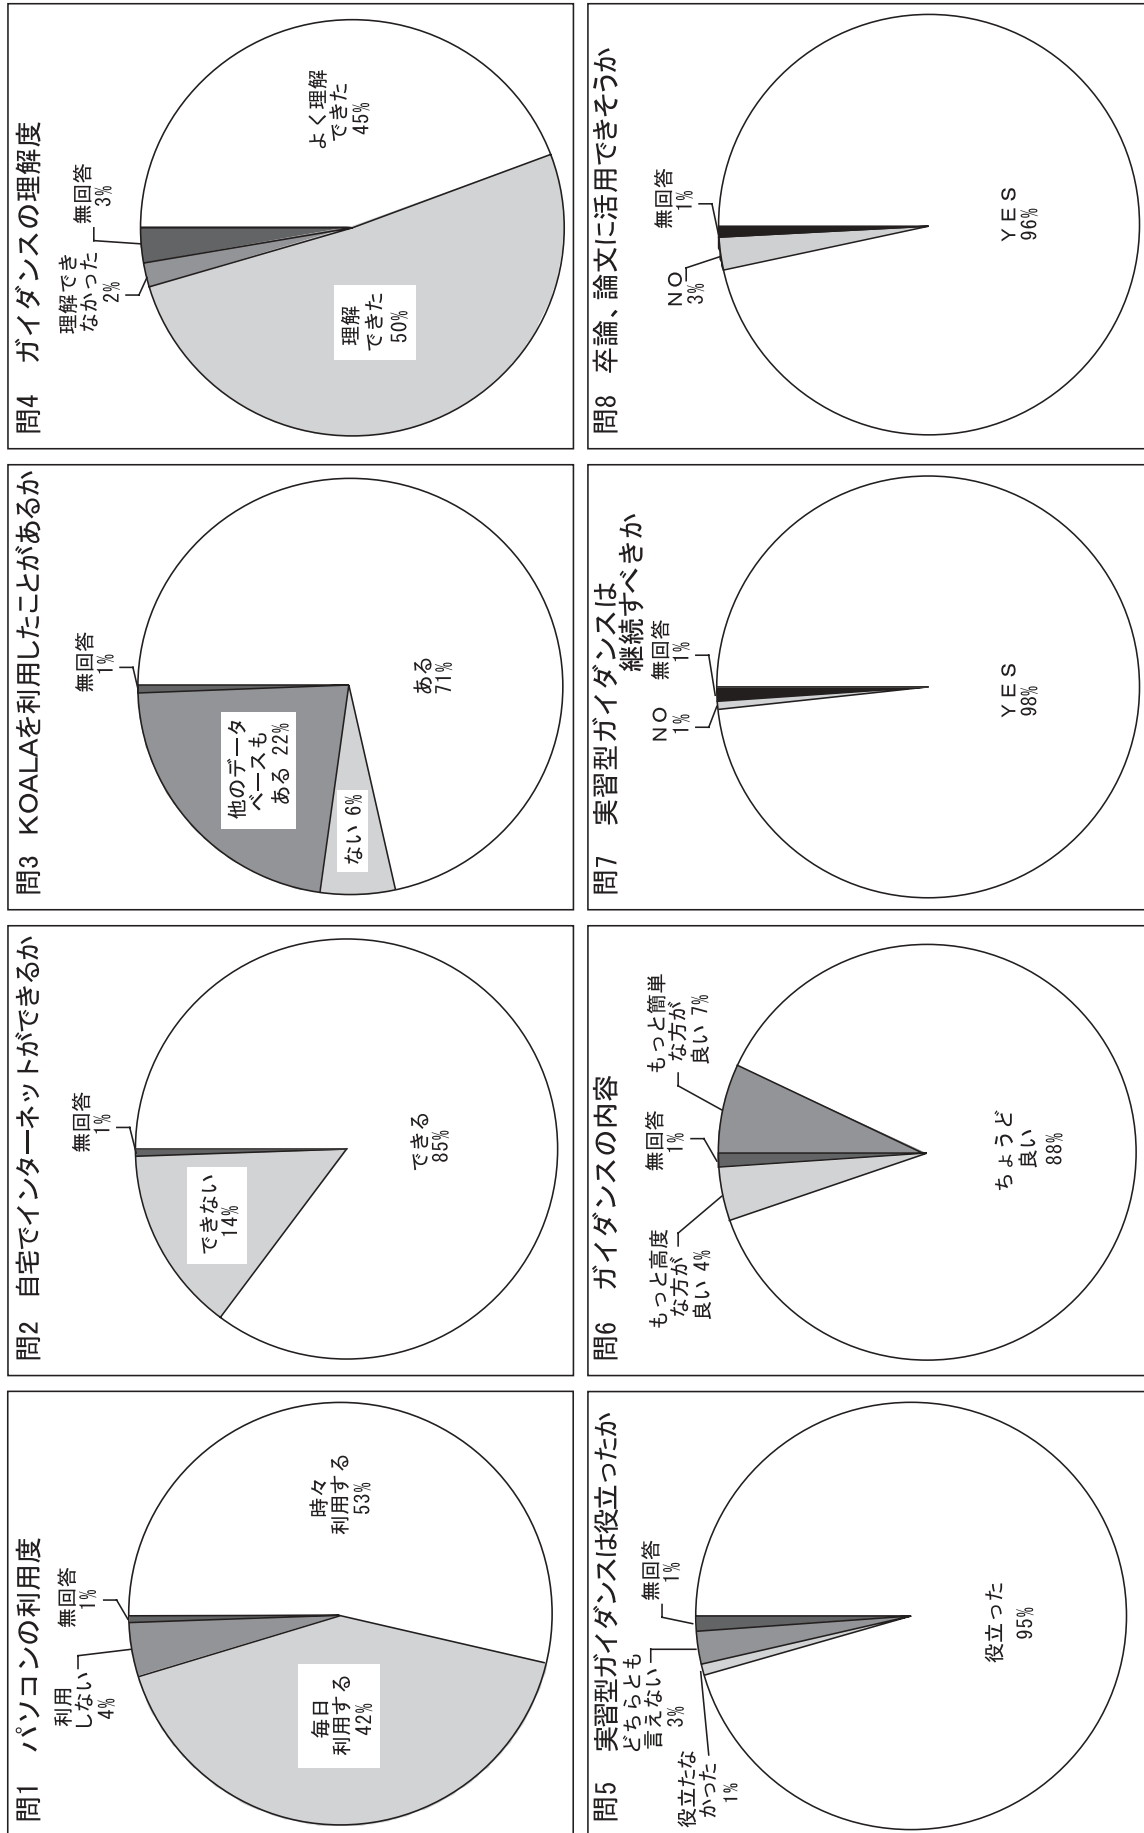 問1　パソコンの利用度
無回答
1%
利用
しない
4%
時々
利用する
53%
毎日
利用する
42%
問2　自宅でインターネットができるか
無回答
1%
できない
14%
できる
85%
問3　KOALAを利用したことがあるか
無回答
1%
他のデータ
ベースも
ある 22%
ない 6%
ある
71%
問4　ガイダンスの理解度
無回答
3%
理解でき
なかった
2%
よく理解
できた
45%
理解
できた
50%
問5　実習型ガイダンスは役立ったか
無回答
1%
どちらとも
言えない
3%
役立たな
かった
1%
役立った
95%
問6　ガイダンスの内容
もっと簡単
な方が
良い 7%
無回答
1%
もっと高度
な方が
良い 4%
ちょうど
良い
88%
問7　実習型ガイダンスは
継続すべきか
無回答
1%
NO
1%
YES
98%
問8　卒論、論文に活用できそうか
無回答
1%
NO
3%
YES
96%